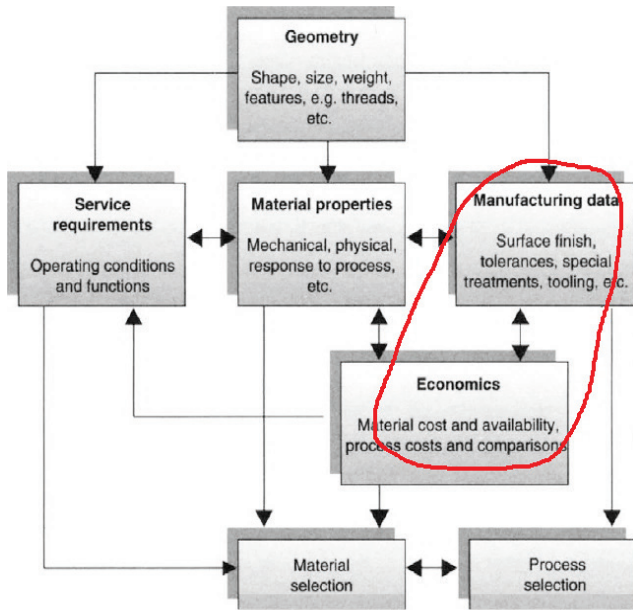 Geometry
Shape, size, weight,
features, e.g. threads,
etc.
Service
requirements
Operating conditions
and functions
Material properties
Mechanical, physical,
response to process,
etc.
Manufacturing data
Surface finish,
tolerances, special
treatments, tooling, etc.
Economics
Material cost and availability,
process costs and comparisons
Material
selection
Process
selection